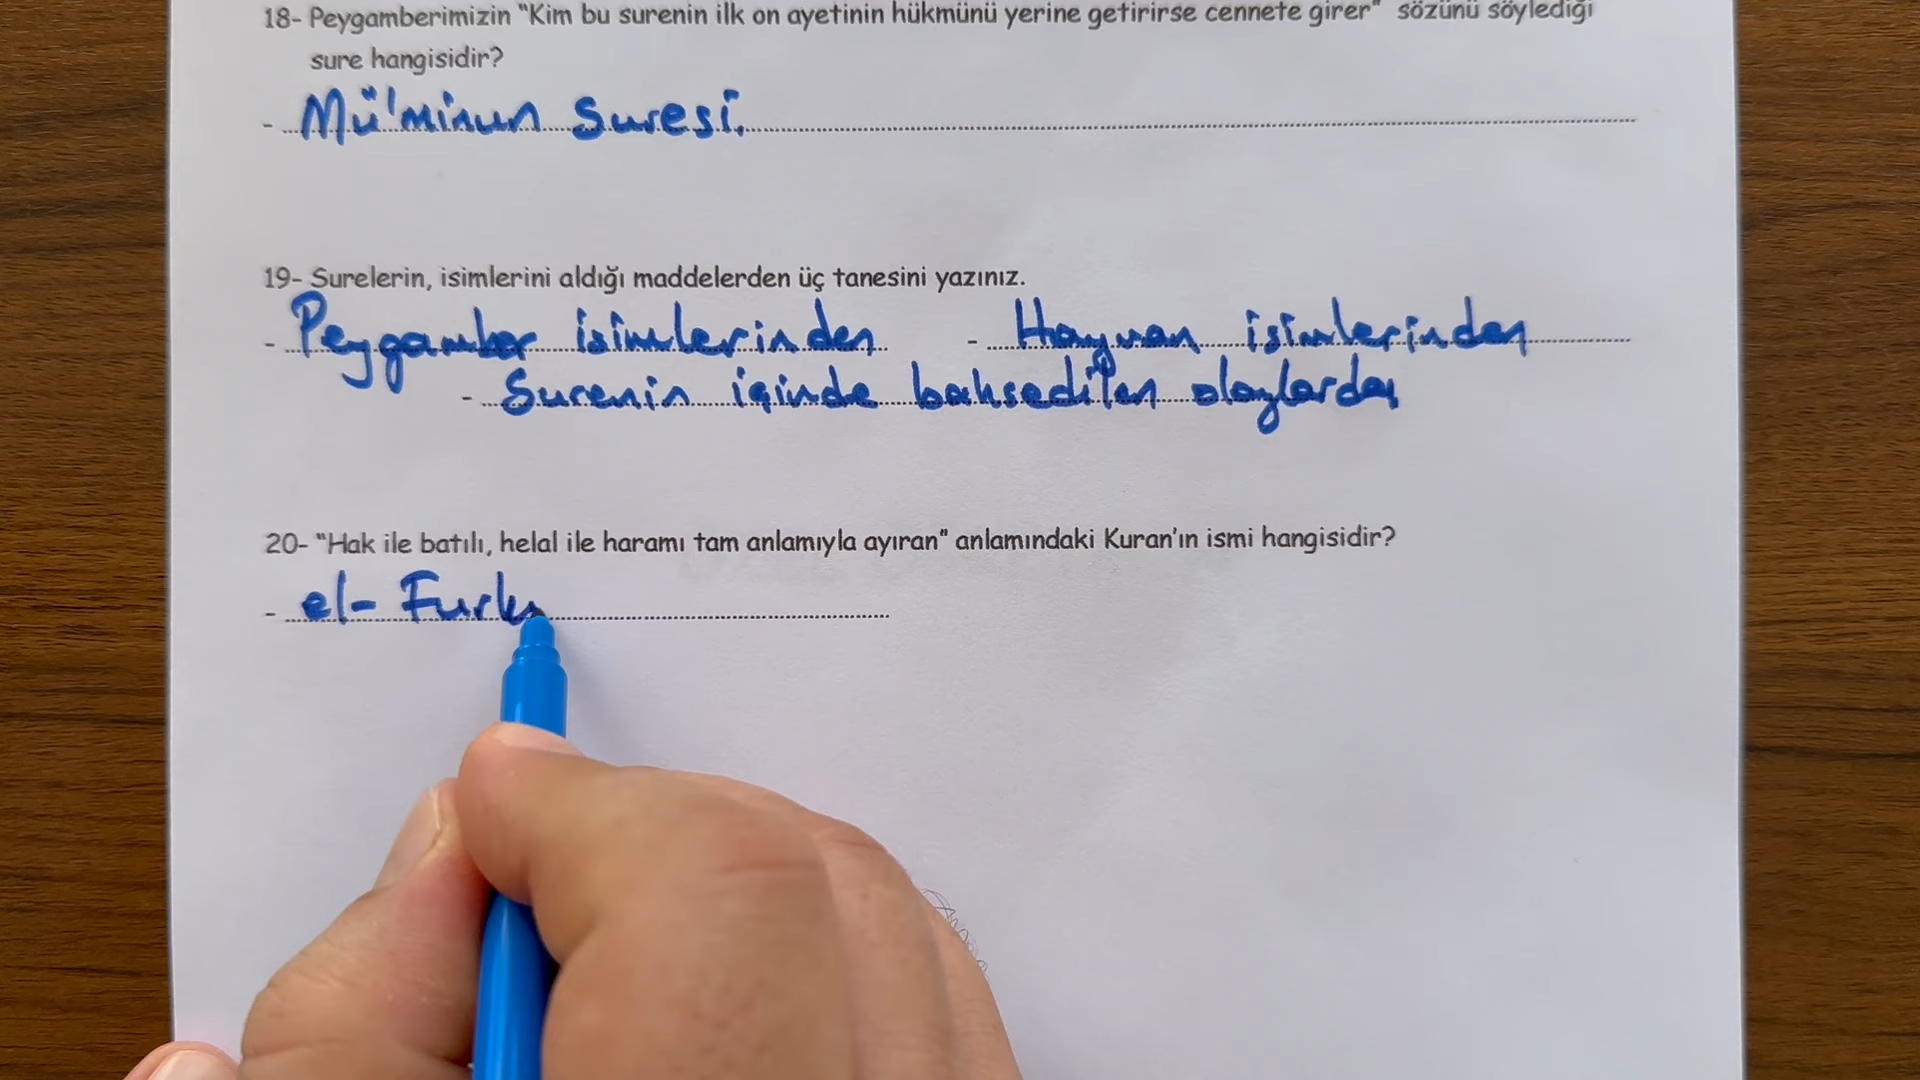 18- Peygamberimizin “Kim bu surenin ilk on ayetinin hükmünü yerine getirirse cennete girer” sözünü söylediği
sure hangisidir?
- Mü'minun Suresi.
19- Surelerin, isimlerini aldığı maddelerden üç tanesini yazınız.
- Peygamber isimlerinden - Hayvan isimlerinden
- Surenin içinde bahsedilen olaylardan
20- “Hak ile batılı, helal ile haramı tam anlamıyla ayıran” anlamındaki Kuran'ın ismi hangisidir?
- el- Furk